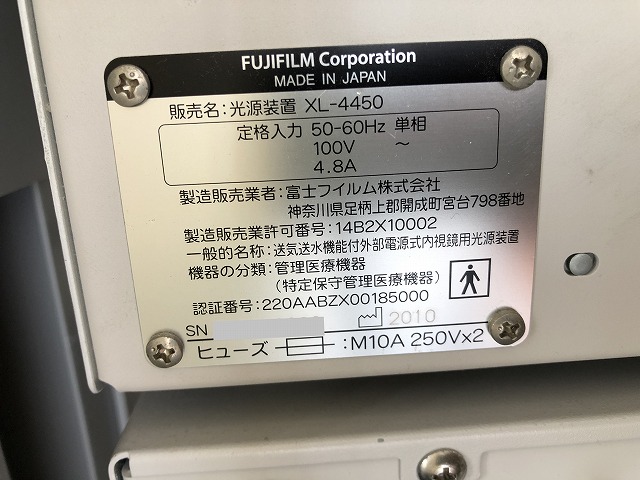 FUJIFILM Corporation
MADE IN JAPAN
販売名:光源装置 XL-4450
定格入力 50-60Hz 単相
100V ~
4.8A
製造販売業者:富士フイルム株式会社
神奈川県足柄上郡開成町宮台798番地
製造販売業許可番号:14B2X10002
一般的名称:送気送水機能付外部電源式内視鏡用光源装置
機器の分類:管理医療機器
(特定保守管理医療機器)
認証番号:220AABZX00185000
SN 2010
ヒューズ :M10A 250Vx2